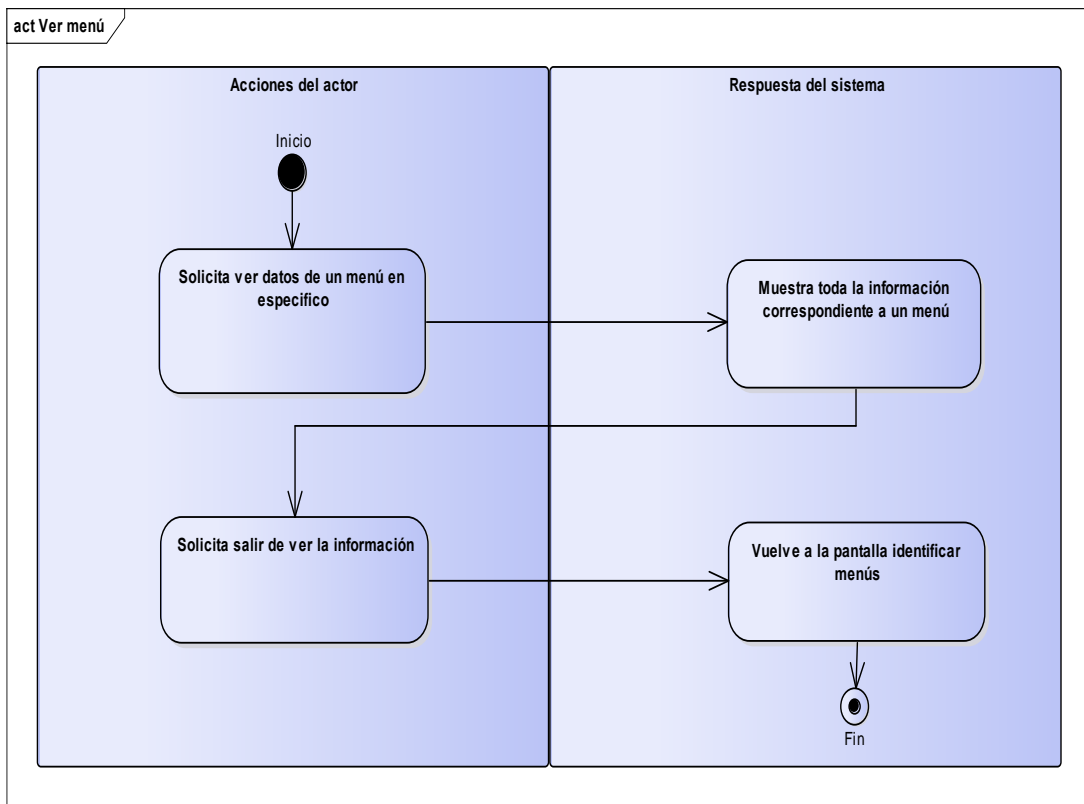 act Ver menú
Acciones del actor
Respuesta del sistema
Inicio
Solicita ver datos de un menú en
especifico
Muestra toda la información
correspondiente a un menú
Solicita salir de ver la información
Vuelve a la pantalla identificar
menús
Fin